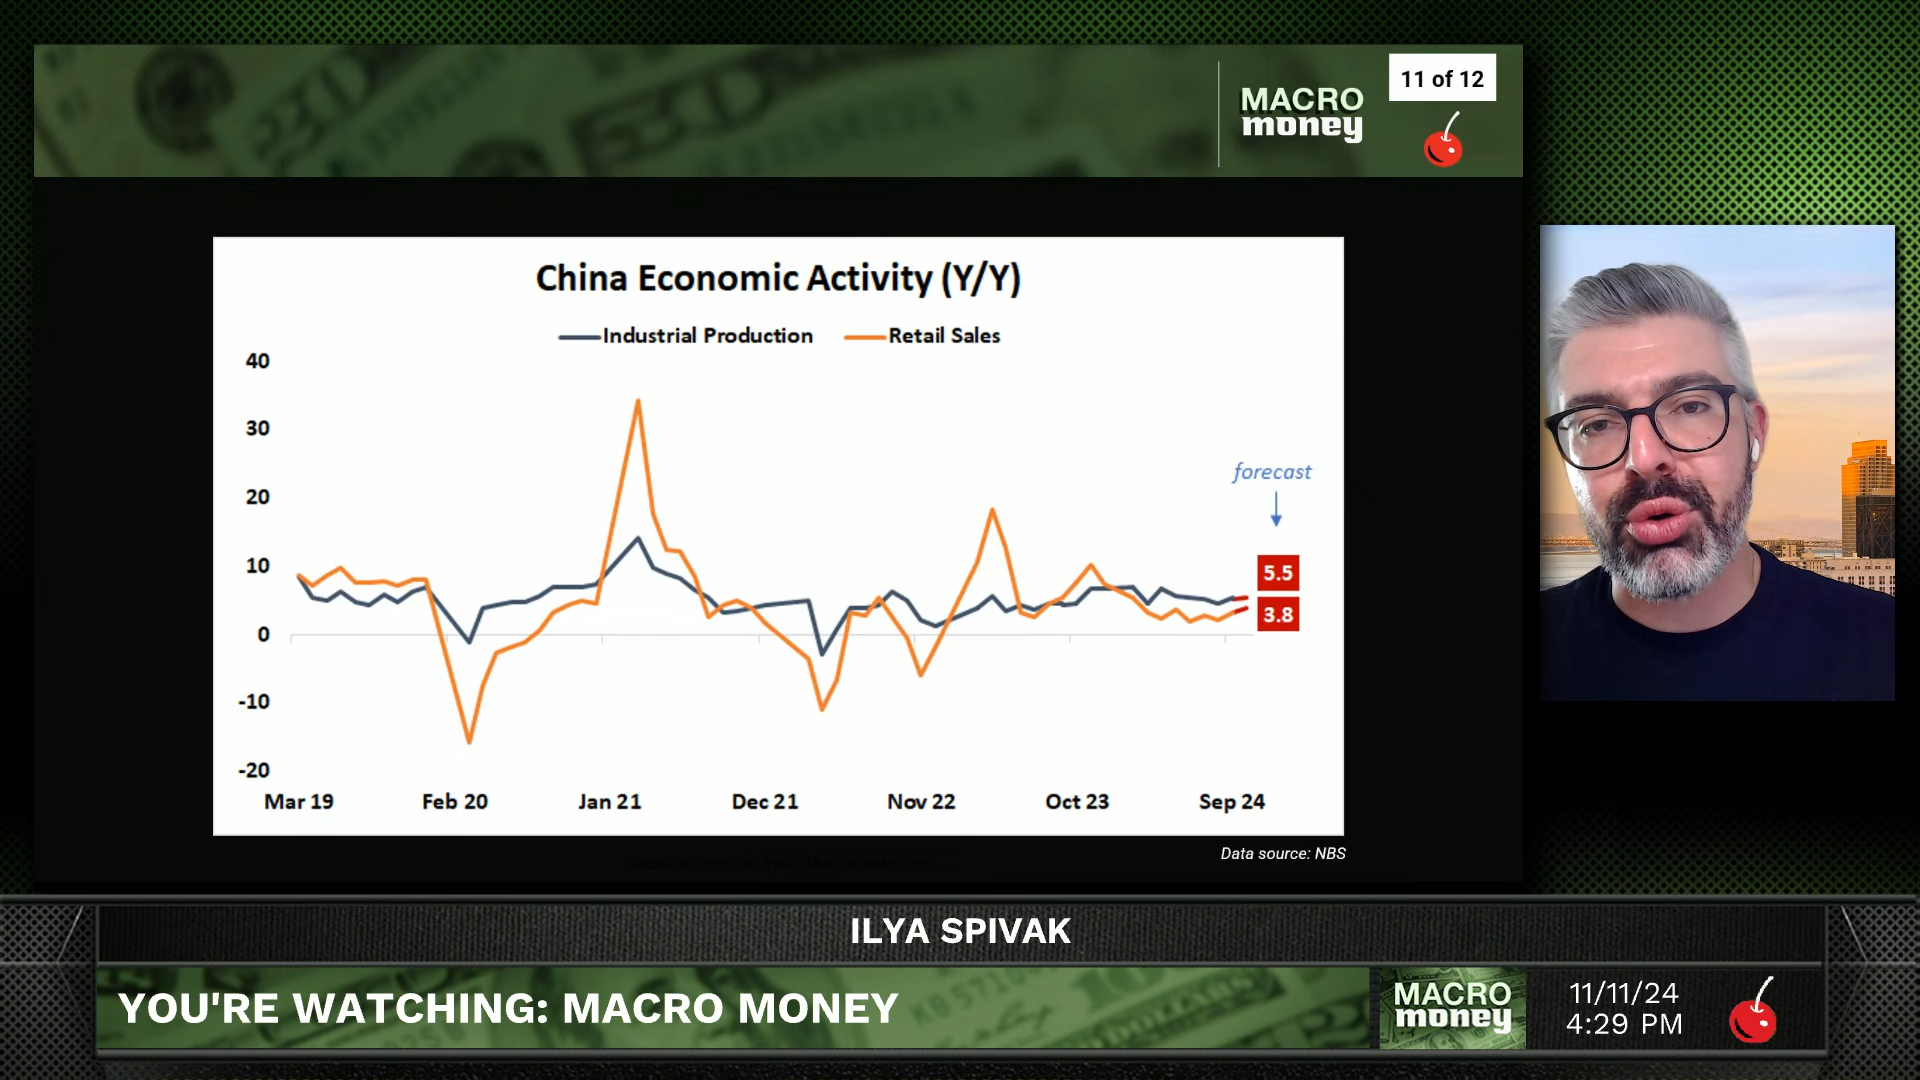 MACRO
money
11 of 12
China Economic Activity (Y/Y)
Industrial Production
Retail Sales
40
30
20
10
0
-10
-20
forecast
5.5
3.8
Mar 19
Feb 20
Jan 21
Dec 21
Nov 22
Oct 23
Sep 24
Data source: NBS
ILYA SPIVAK
YOU'RE WATCHING: MACRO MONEY
MACRO
money
11/11/24
4:29 PM